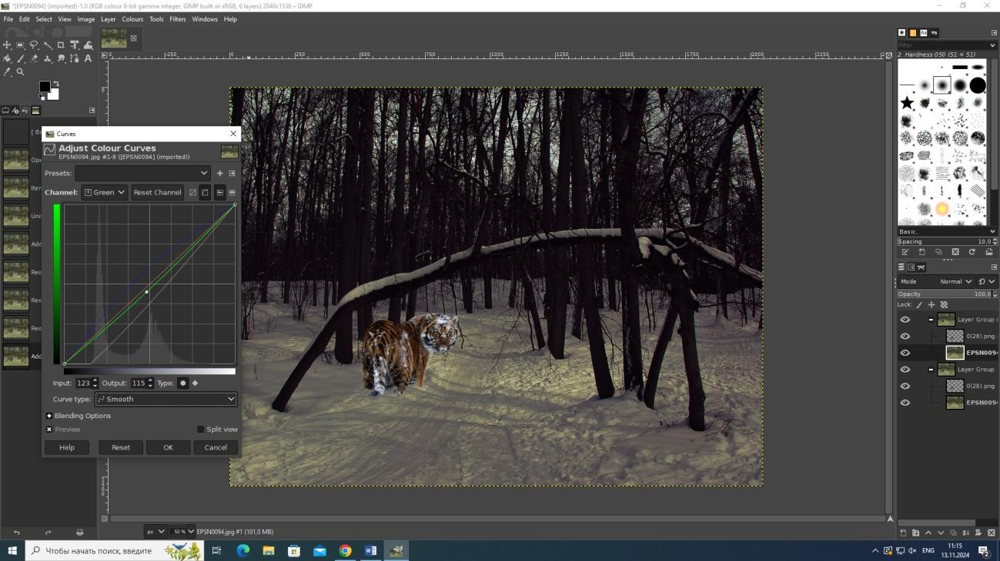 *[EPSN0094] (imported)-1.0 (RGB colour 8-bit gamma integer, GIMP built-in sRGB, 6 layers) 2048x1536 – GIMP
File Edit Select View Image Layer Colours Tools Filters Windows Help
0 -250 0 250 500 750 1000 1250 1500 1750 2000 2250
filter
2. Hardness 050 (51 × 51)
Curves
Adjust Colour Curves
EPSN0094.jpg #1-9 ([EPSN0094] (imported))
[ Ba
Ope
Presets:
Iter
Channel: Green Reset Channel
Uni
Add
Rec
Rec
Rec
Add
Basic,
Spacing 10,0
Mode Normal
Opacity 100,0
Lock:
Layer Group
0(28).png
EPSN0094
Layer Group
0(28).png
EPSN0094
Input: 123 Output: 115 Type:
Curve type: Smooth
Blending Options
Preview Split view
Help Reset OK Cancel
px 50 % EPSN0094.jpg #1 (101,0 MB)
Чтобы начать поиск, введите
ENG
11:15
13.11.2024
2